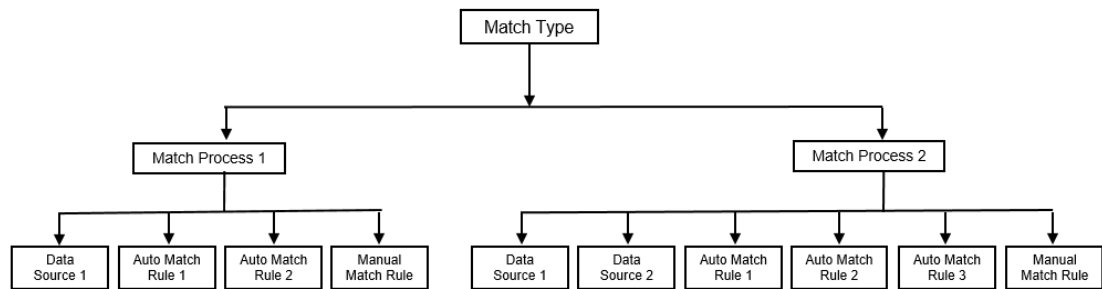 Match Type
Match Process 1
Match Process 2
Data
Source 1
Auto Match
Rule 1
Auto Match
Rule 2
Manual
Match Rule
Data
Source 1
Data
Source 2
Auto Match
Rule 1
Auto Match
Rule 2
Auto Match
Rule 3
Manual
Match Rule